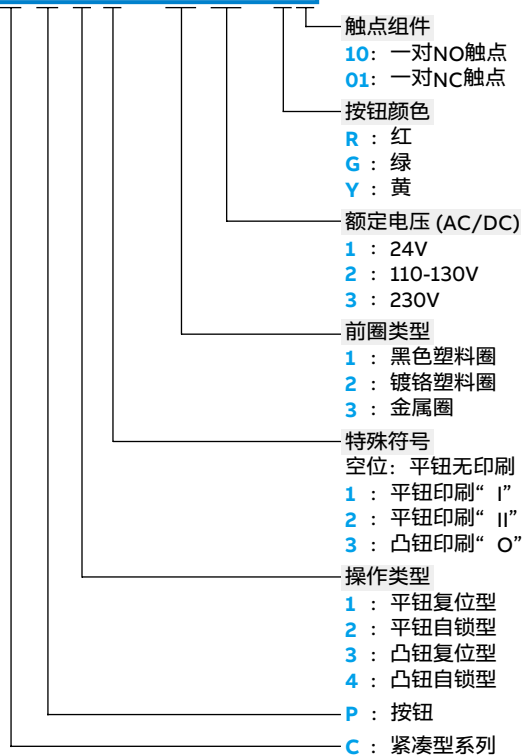 触点组件
10：一对NO触点
01：一对NC触点
按钮颜色
R ：红
G ：绿
Y ：黄
额定电压 (AC/DC)
1 ：24V
2 ：110-130V
3 ：230V
前圈类型
1 ：黑色塑料圈
2 ：镀铬塑料圈
3 ：金属圈
特殊符号
空位：平钮无印刷
1 ：平钮印刷“ I”
2 ：平钮印刷“ II”
3 ：凸钮印刷“ O”
操作类型
1 ：平钮复位型
2 ：平钮自锁型
3 ：凸钮复位型
4 ：凸钮自锁型
P ：按钮
C ：紧凑型系列